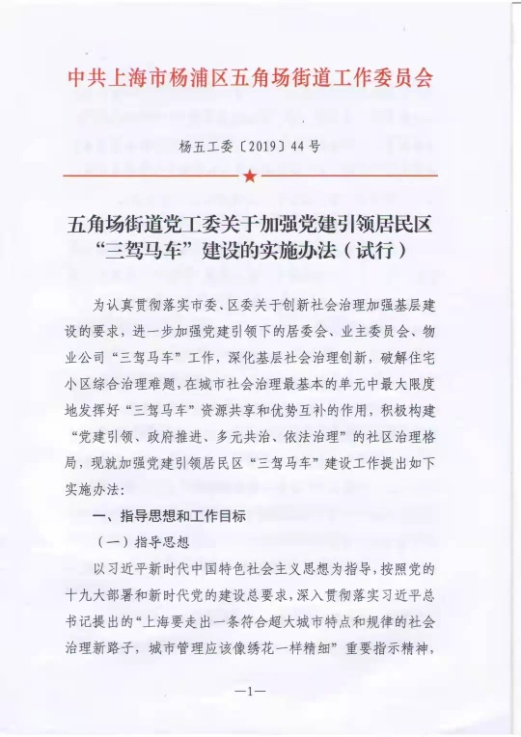 中共上海市杨浦区五角场街道工作委员会
杨五工委〔2019〕44号
五角场街道党工委关于加强党建引领居民区
“三驾马车”建设的实施办法（试行）
为认真贯彻落实市委、区委关于创新社会治理加强基层建
设的要求，进一步加强党建引领下的居委会、业主委员会、物
业公司“三驾马车”工作，深化基层社会治理创新，破解住宅
小区综合治理难题，在城市社会治理最基本的单元中最大限度
地发挥好“三驾马车”资源共享和优势互补的作用，积极构建
“党建引领、政府推进、多元共治、依法治理”的社区治理格
局，现就加强党建引领居民区“三驾马车”建设工作提出如下
实施办法：
一、指导思想和工作目标
（一）指导思想
以习近平新时代中国特色社会主义思想为指导，按照党的
十九大部署和新时代党的建设总要求，深入贯彻落实习近平总
书记提出的“上海要走出一条符合超大城市特点和规律的社会
治理新路子，城市管理应该像绣花一样精细”重要指示精神，
—1—